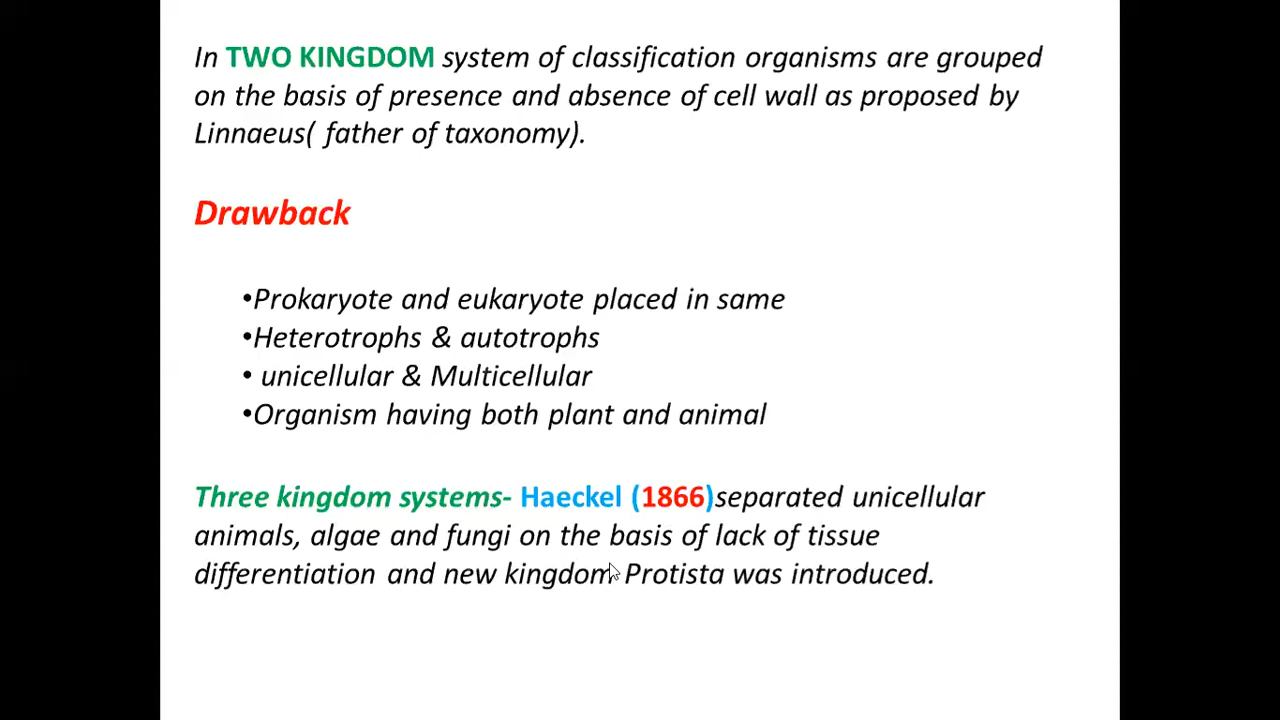 In TWO KINGDOM system of classification organisms are grouped
on the basis of presence and absence of cell wall as proposed by
Linnaeus( father of taxonomy).
Drawback
•Prokaryote and eukaryote placed in same
•Heterotrophs & autotrophs
• unicellular & Multicellular
•Organism having both plant and animal
Three kingdom systems- Haeckel (1866)separated unicellular
animals, algae and fungi on the basis of lack of tissue
differentiation and new kingdom Protista was introduced.